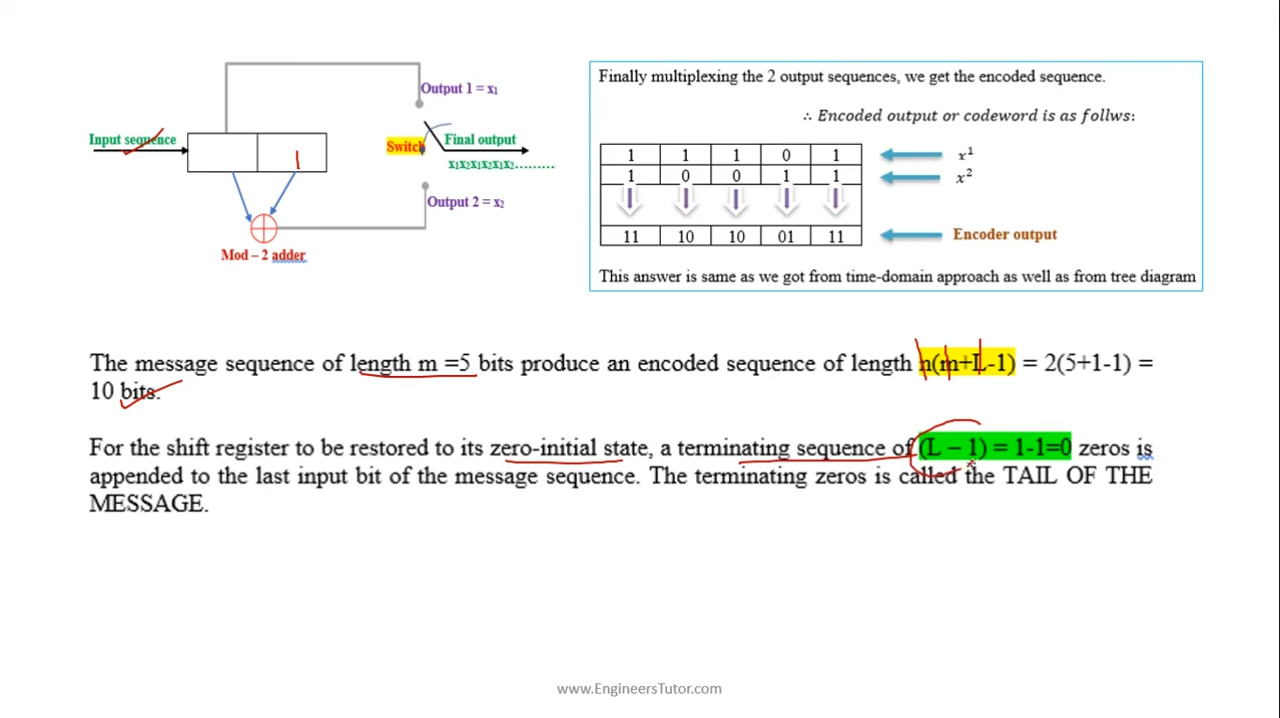 Output 1 = x1
Input sequence
Switch
Final output
x1x2x1x2x1x2..........
Output 2 = x2
Mod – 2 adder
Finally multiplexing the 2 output sequences, we get the encoded sequence.
∴ Encoded output or codeword is as follws:
1 1 1 0 1 x¹
1 0 0 1 1 x²
11 10 10 01 11 Encoder output
This answer is same as we got from time-domain approach as well as from tree diagram
The message sequence of length m =5 bits produce an encoded sequence of length n(m+L-1) = 2(5+1-1) =
10 bits.
For the shift register to be restored to its zero-initial state, a terminating sequence of (L – 1) = 1-1=0 zeros is
appended to the last input bit of the message sequence. The terminating zeros is called the TAIL OF THE
MESSAGE.
www.EngineersTutor.com